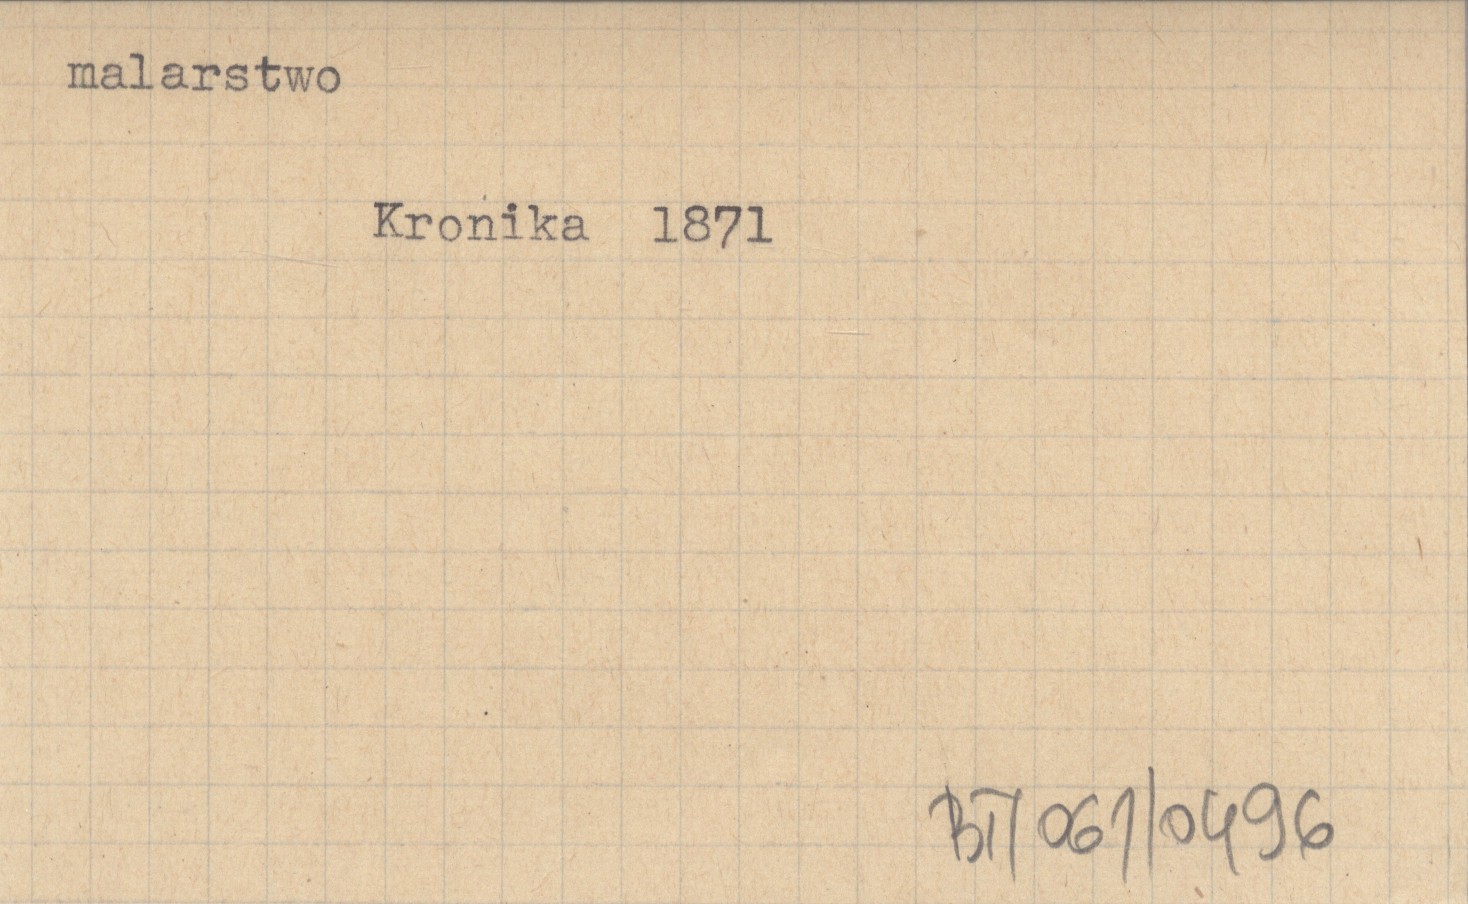 malarstwo
Kronika 1871
BT/061/0496